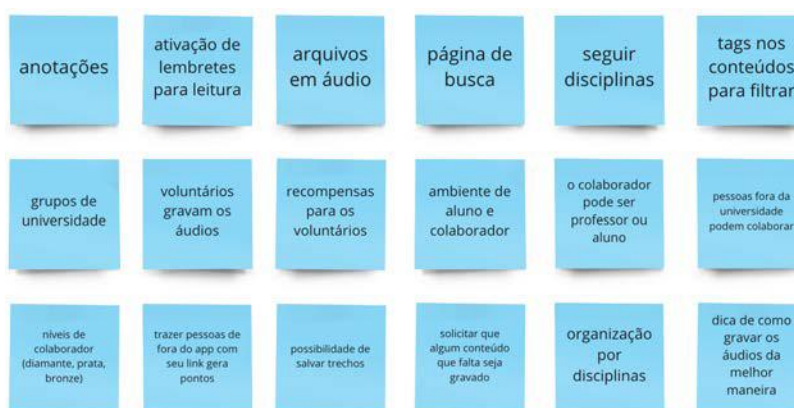 anotações
ativação de
lembretes
para leitura
arquivos
em áudio
página de
busca
seguir
disciplinas
tags nos
conteúdos
para filtrar
grupos de
universidade
voluntários
gravam os
áudios
recompensas
para os
voluntários
ambiente de
aluno e
colaborador
o colaborador
pode ser
professor ou
aluno
pessoas fora da
universidade
podem colaborar
níveis de
colaborador
(diamante, prata,
bronze)
trazer pessoas de
fora do app com
seu link gera
pontos
possibilidade de
salvar trechos
solicitar que
algum conteúdo
que falta seja
gravado
organização
por
disciplinas
dica de como
gravar os
áudios da
melhor
maneira